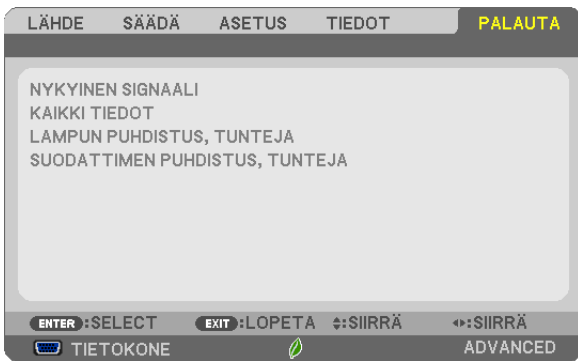 LÄHDE SÄÄDÄ ASETUS TIEDOT PALAUTA
NYKYINEN SIGNAALI
KAIKKI TIEDOT
LAMPUN PUHDISTUS, TUNTEJA
SUODATTIMEN PUHDISTUS, TUNTEJA
ENTER :SELECT EXIT :LOPETA :SIIRRÄ :SIIRRÄ
TIETOKONE ADVANCED